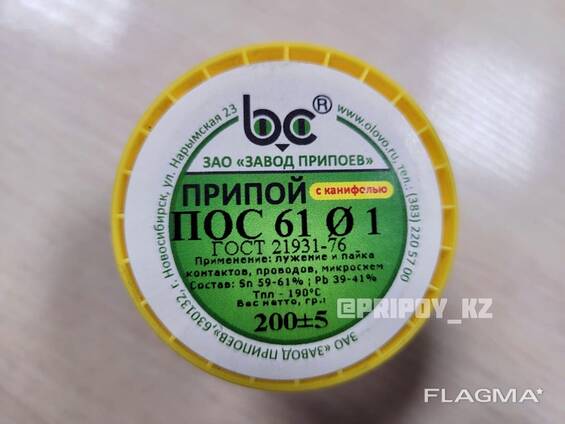 bc®
ЗАО «ЗАВОД ПРИПОЕВ»
ПРИПОЙ
с канифелью
ПОС 61 Ø 1
ГОСТ 21931-76
Применение: лужение и пайка
контактов, проводов, микросхем
Состав: Sn 59-61% ; Pb 39-41%
Тпл - 190°C
Вес нетто, гр.:
200±5
ЗАО «ЗАВОД ПРИПОЕВ», 630132, г. Новосибирск, ул. Нарымская 23
www.olovo.ru, тел.: (383) 220 57 00
@PRIPOY_KZ
FLAGMA*